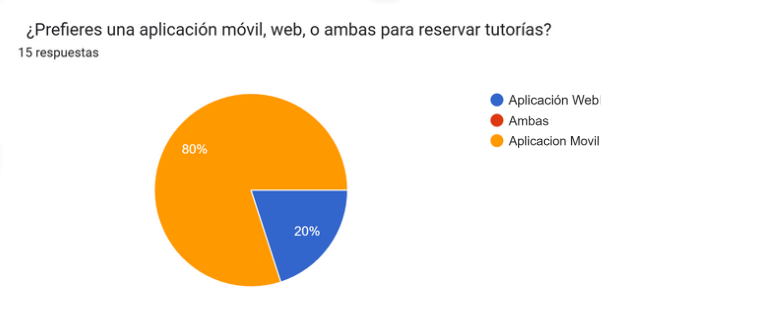 ¿Prefieres una aplicación móvil, web, o ambas para reservar tutorías?
15 respuestas
Aplicación Web
Ambas
Aplicacion Movil
80%
20%